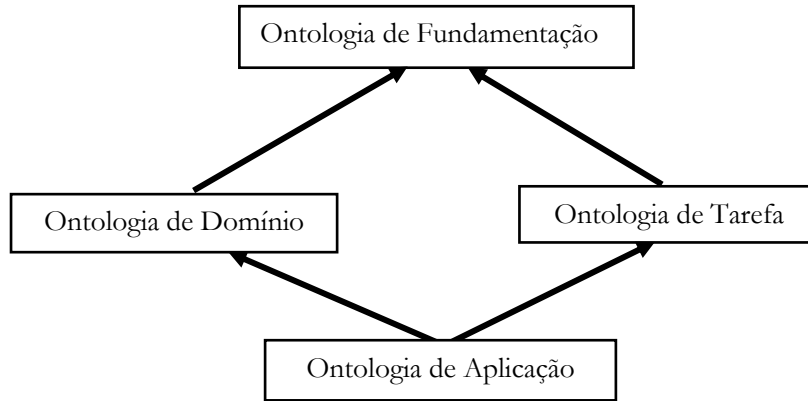 Ontologia de Fundamentação
Ontologia de Domínio
Ontologia de Tarefa
Ontologia de Aplicação